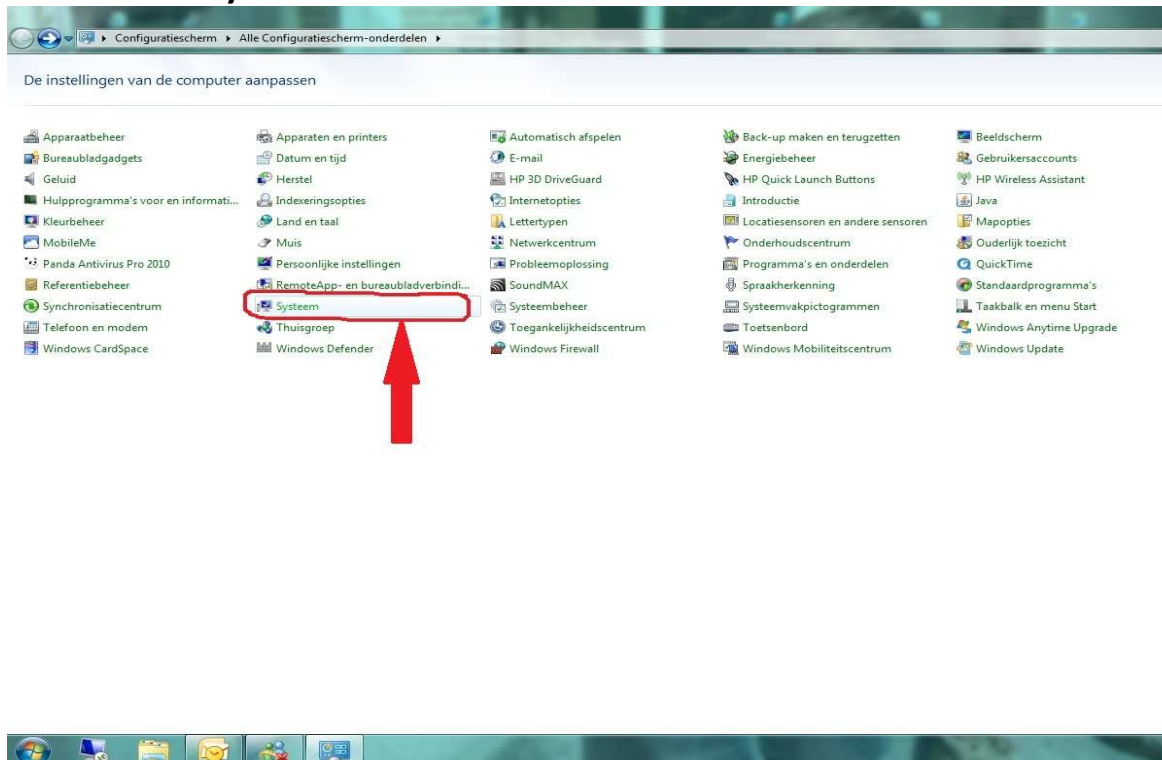 Configuratiescherm ▸ Alle Configuratiescherm-onderdelen ▸
De instellingen van de computer aanpassen
Apparaatbeheer
Bureaubladgadgets
Geluid
Hulpprogramma's voor en informati...
Kleurbeheer
MobileMe
Panda Antivirus Pro 2010
Referentiebeheer
Synchronisatiecentrum
Telefoon en modem
Windows CardSpace
Apparaten en printers
Datum en tijd
Herstel
Indexeringsopties
Land en taal
Muis
Persoonlijke instellingen
RemoteApp- en bureaubladverbindi...
Systeem
Thuisgroep
Windows Defender
Automatisch afspelen
E-mail
HP 3D DriveGuard
Internetopties
Lettertypen
Netwerkcentrum
Probleemoplossing
SoundMAX
Systeembeheer
Toegankelijkheidscentrum
Windows Firewall
Back-up maken en terugzetten
Energiebeheer
HP Quick Launch Buttons
Introductie
Locatiesensoren en andere sensoren
Onderhoudscentrum
Programma's en onderdelen
Spraakherkenning
Systeemvakpictogrammen
Toetsenbord
Windows Mobiliteitscentrum
Beeldscherm
Gebruikersaccounts
HP Wireless Assistant
Java
Mapopties
Ouderlijk toezicht
QuickTime
Standaardprogramma's
Taakbalk en menu Start
Windows Anytime Upgrade
Windows Update